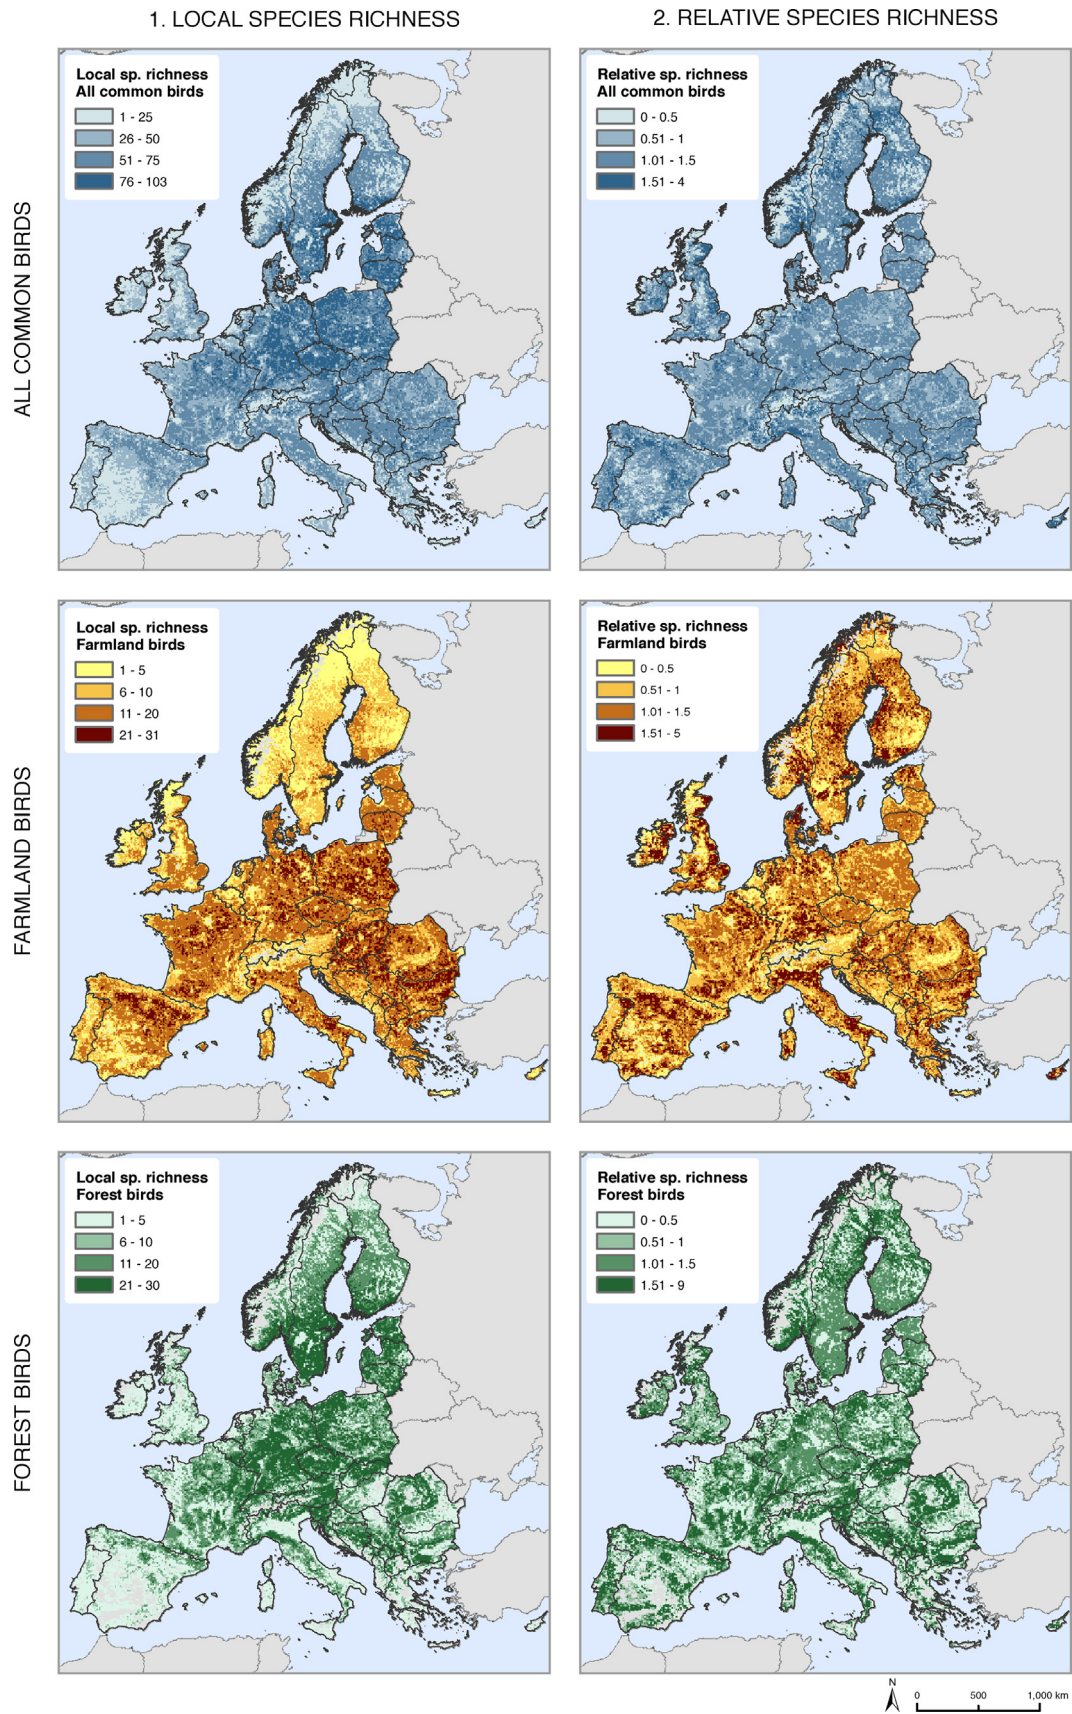 1. LOCAL SPECIES RICHNESS
2. RELATIVE SPECIES RICHNESS
ALL COMMON BIRDS
Local sp. richness
All common birds
1 - 25
26 - 50
51 - 75
76 - 103
Relative sp. richness
All common birds
0 - 0.5
0.51 - 1
1.01 - 1.5
1.51 - 4
FARMLAND BIRDS
Local sp. richness
Farmland birds
1 - 5
6 - 10
11 - 20
21 - 31
Relative sp. richness
Farmland birds
0 - 0.5
0.51 - 1
1.01 - 1.5
1.51 - 5
FOREST BIRDS
Local sp. richness
Forest birds
1 - 5
6 - 10
11 - 20
21 - 30
Relative sp. richness
Forest birds
0 - 0.5
0.51 - 1
1.01 - 1.5
1.51 - 9
N
0 500 1,000 km